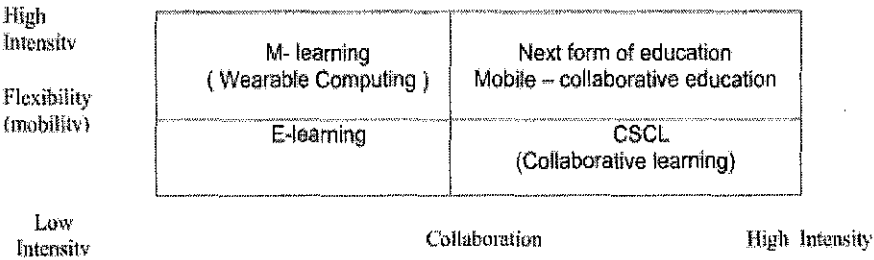 High
Intensity
M- learning
( Wearable Computing )
Next form of education
Mobile – collaborative education
Flexibility
(mobility)
E-learning
CSCL
(Collaborative learning)
Low
Intensity
Collaboration
High Intensity